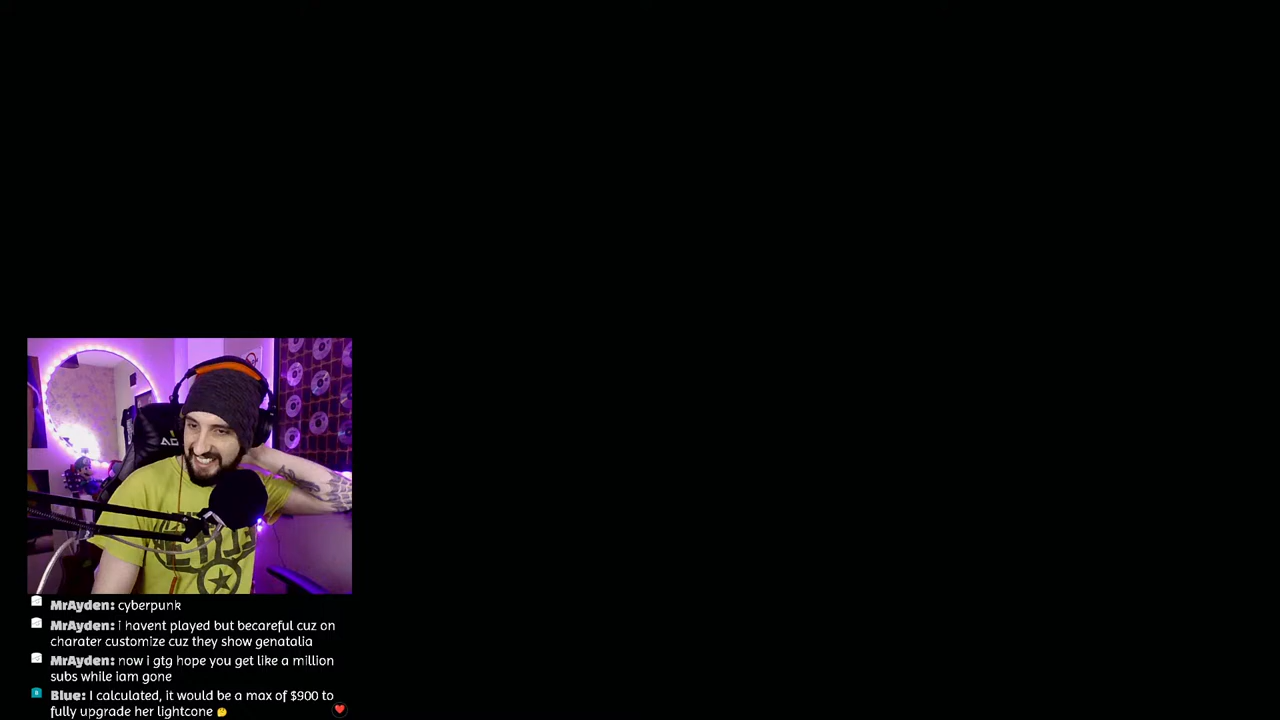 MrAyden: cyberpunk
MrAyden: i havent played but becareful cuz on
charater customize cuz they show genatalia
MrAyden: now i gtg hope you get like a million
subs while iam gone
Blue: I calculated, it would be a max of $900 to
fully upgrade her lightcone 🤔